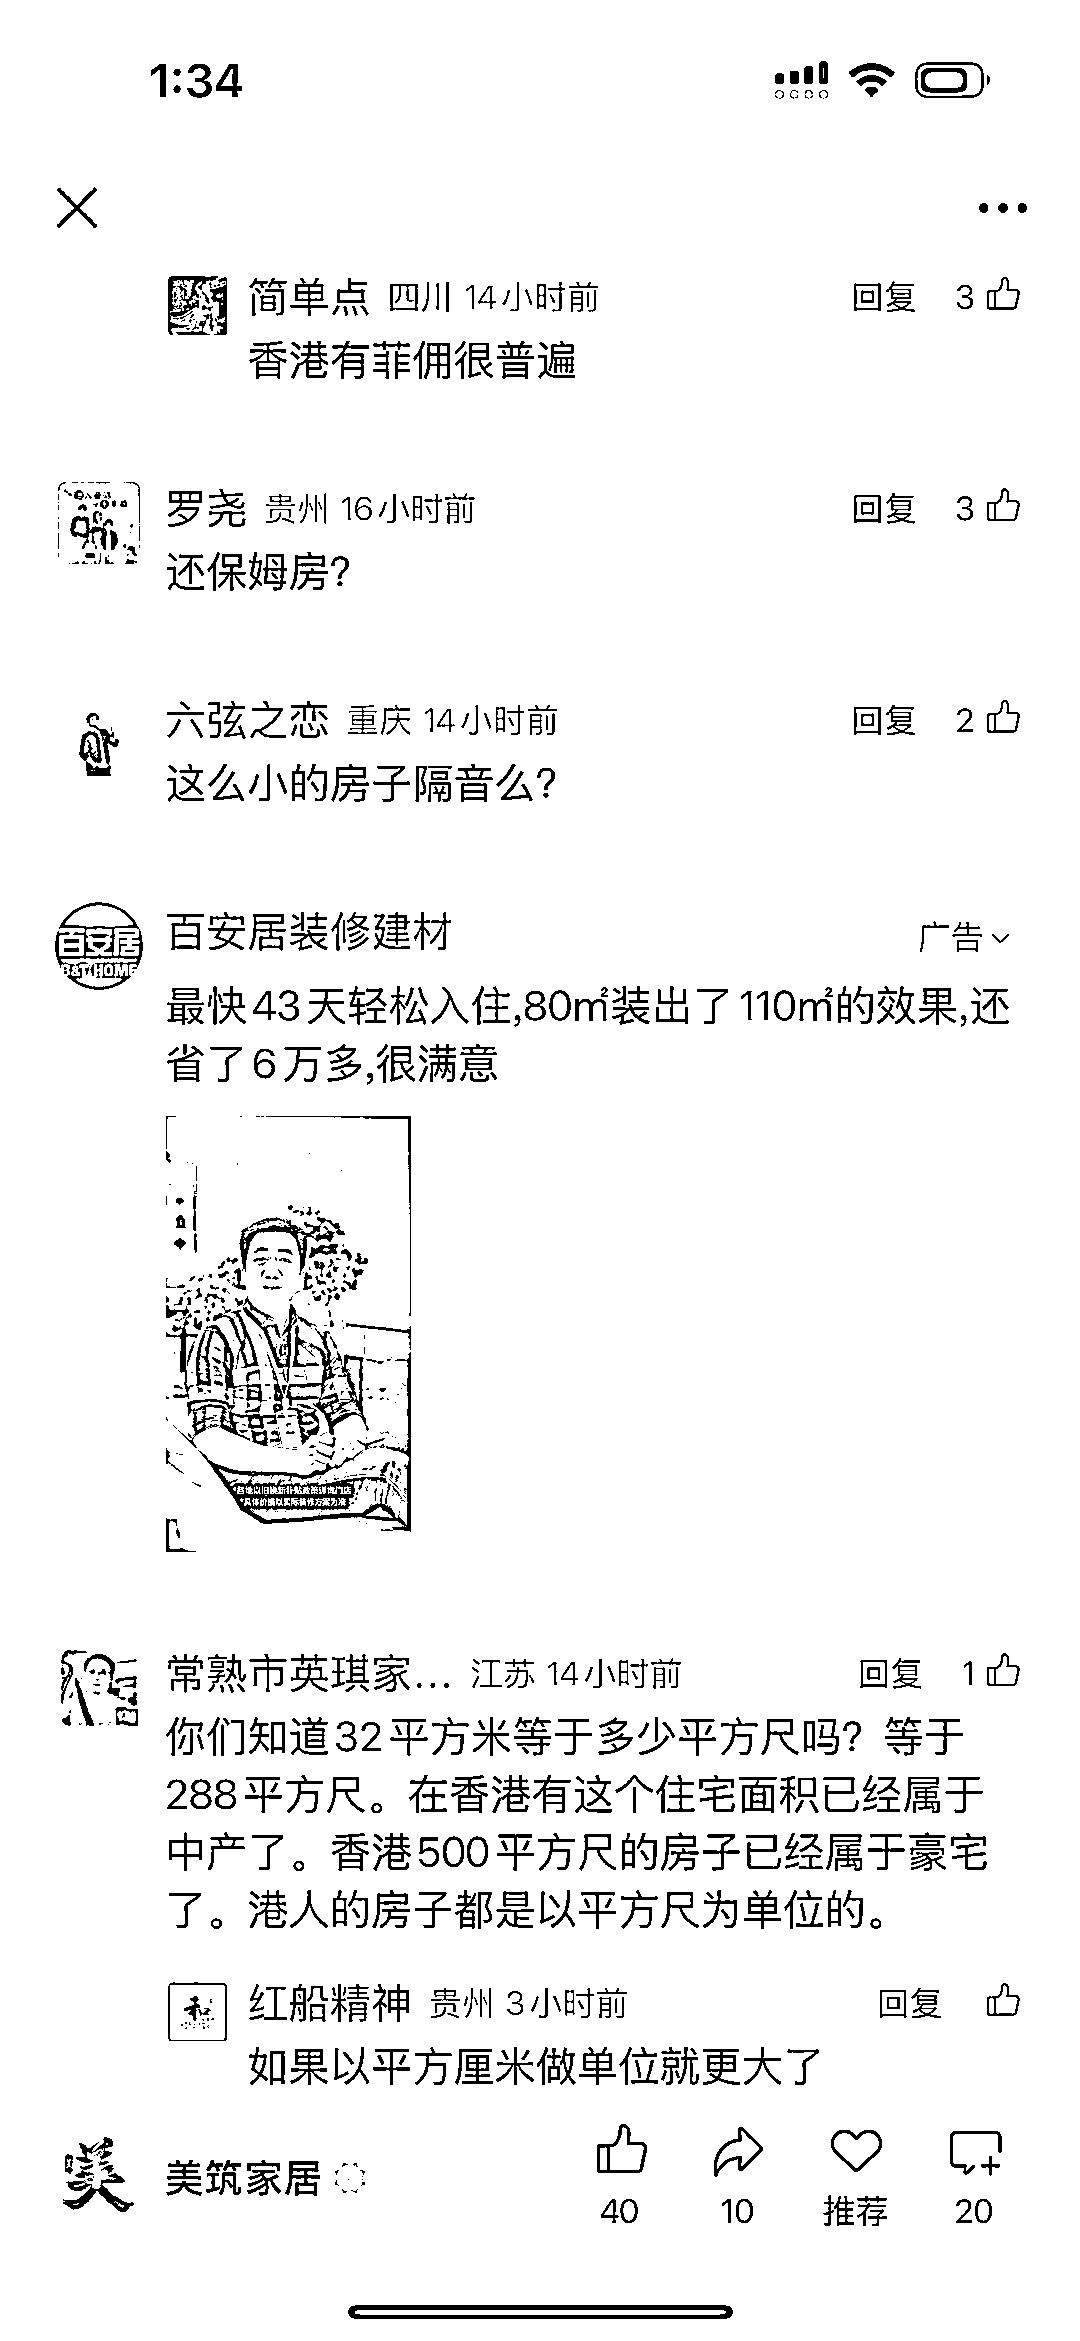 1:34
简单点 四川 14小时前 回复 3
香港有菲佣很普遍
罗尧 贵州 16小时前 回复 3
还保姆房?
六弦之恋 重庆 14小时前 回复 2
这么小的房子隔音么?
百安居
B&T HOME
百安居装修建材 广告
最快43天轻松入住,80㎡装出了110㎡的效果,还
省了6万多,很满意
常熟市英琪家... 江苏 14小时前 回复 1
你们知道32平方米等于多少平方尺吗？等于
288平方尺。在香港有这个住宅面积已经属于
中产了。香港500平方尺的房子已经属于豪宅
了。港人的房子都是以平方尺为单位的。
和
红船精神 贵州 3小时前 回复
如果以平方厘米做单位就更大了
美
美筑家居
40 10 推荐 20